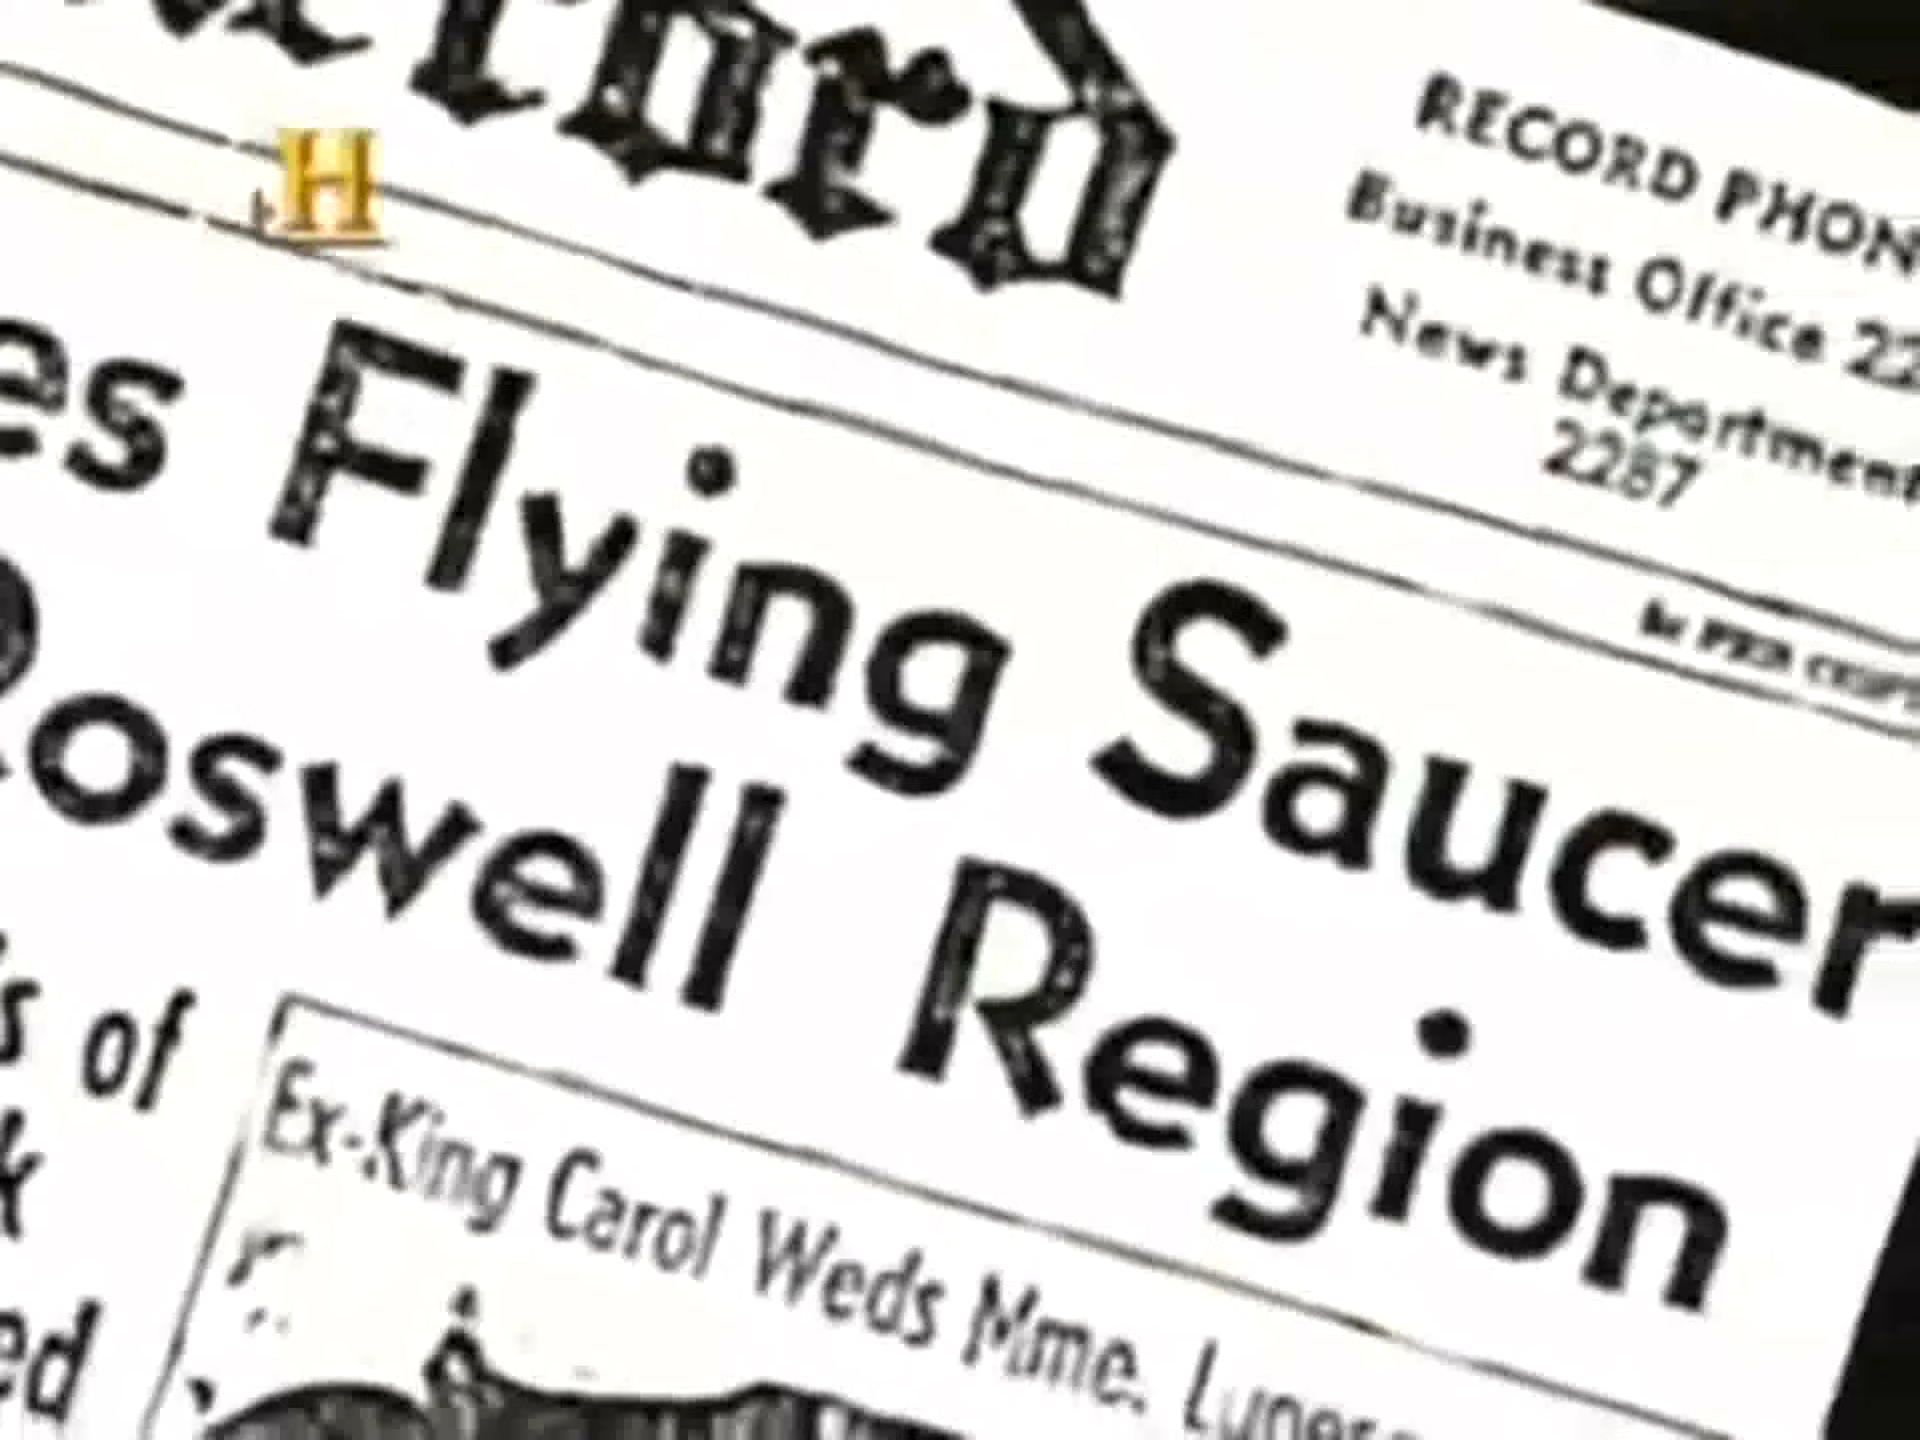 RECORD PHON
Business Office 22
News Department
2287
H
es Flying Saucer
Roswell Region
s of
k
ed
Ex-King Carol Weds Mme.